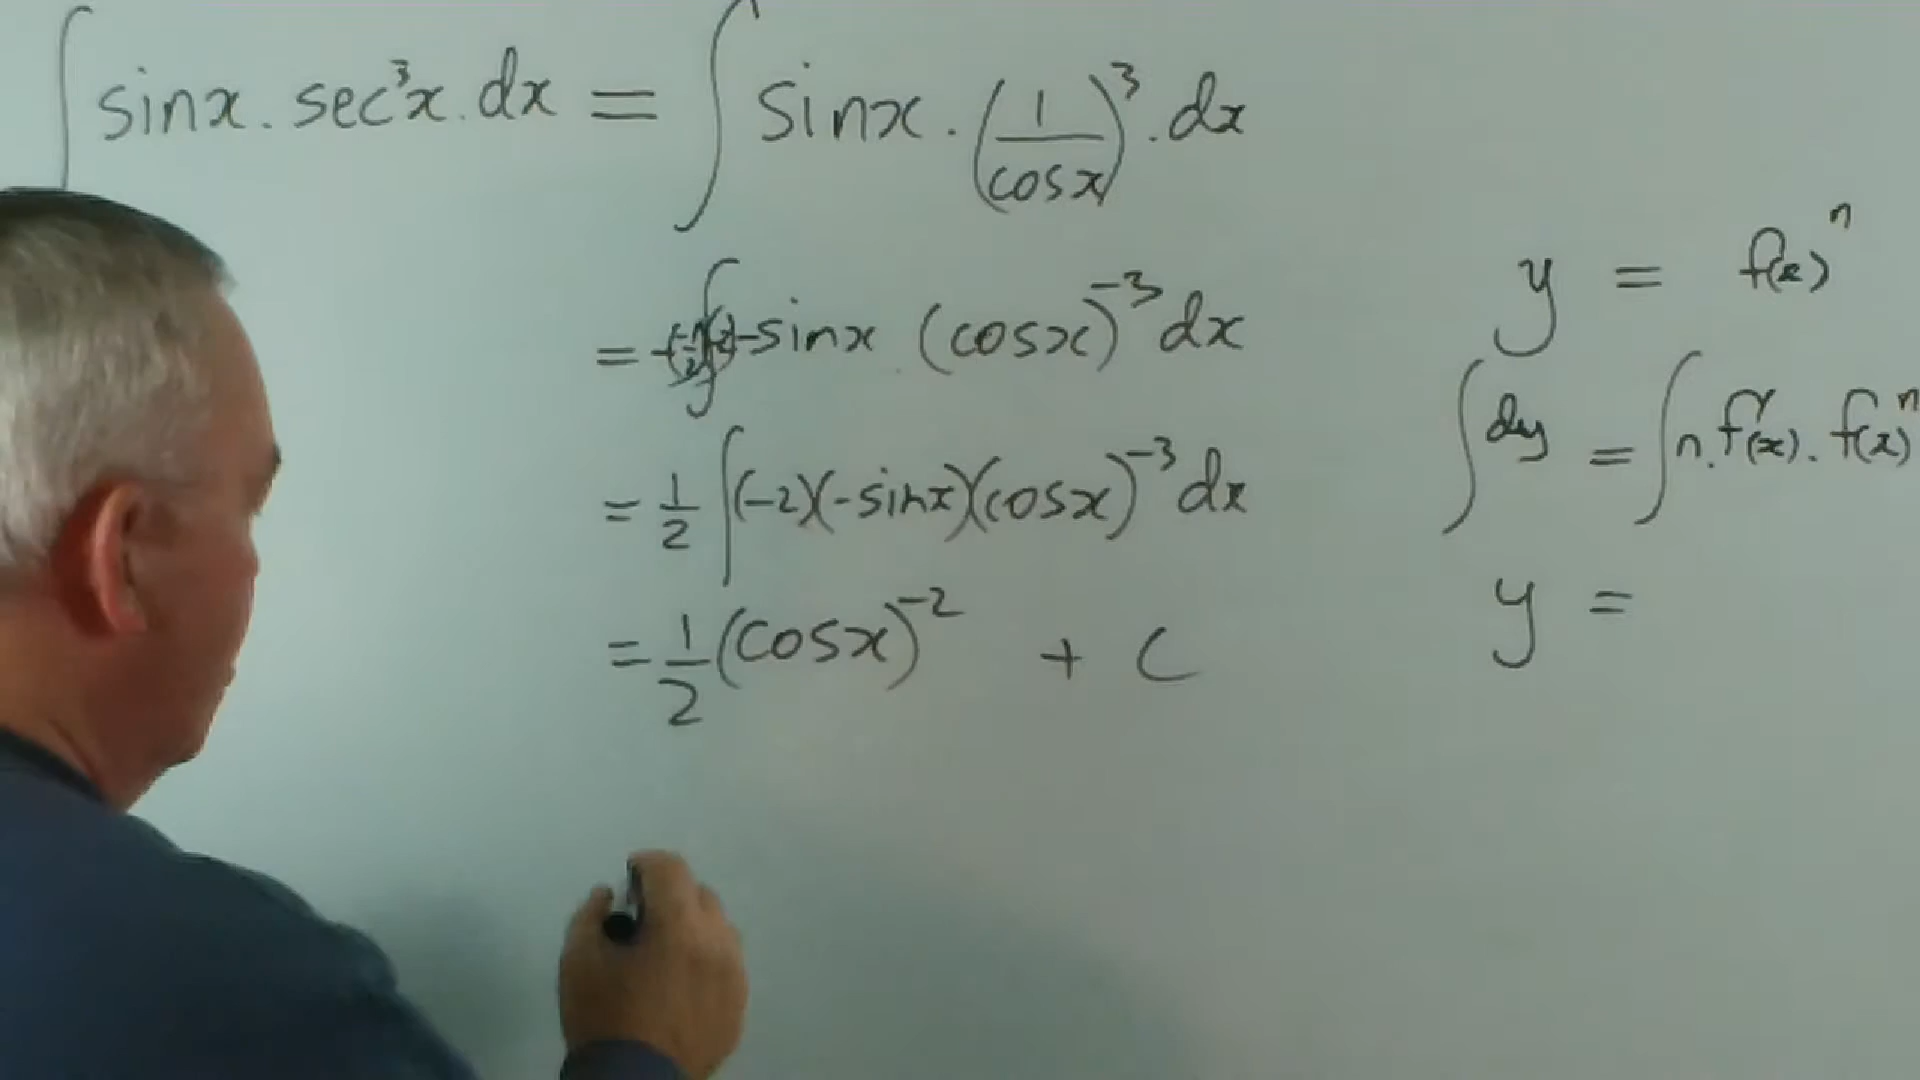 ∫ sinx . sec³x . dx = ∫ sinx . (1/cosx)³ . dx
= ∫ -sinx (cosx)⁻³ dx
= 1/2 ∫(-2)(-sinx)(cosx)⁻³ dx
= 1/2 (cosx)⁻² + C
y = f(x)ⁿ
∫ dy = ∫ n . f'(x) . f(x)ⁿ
y =